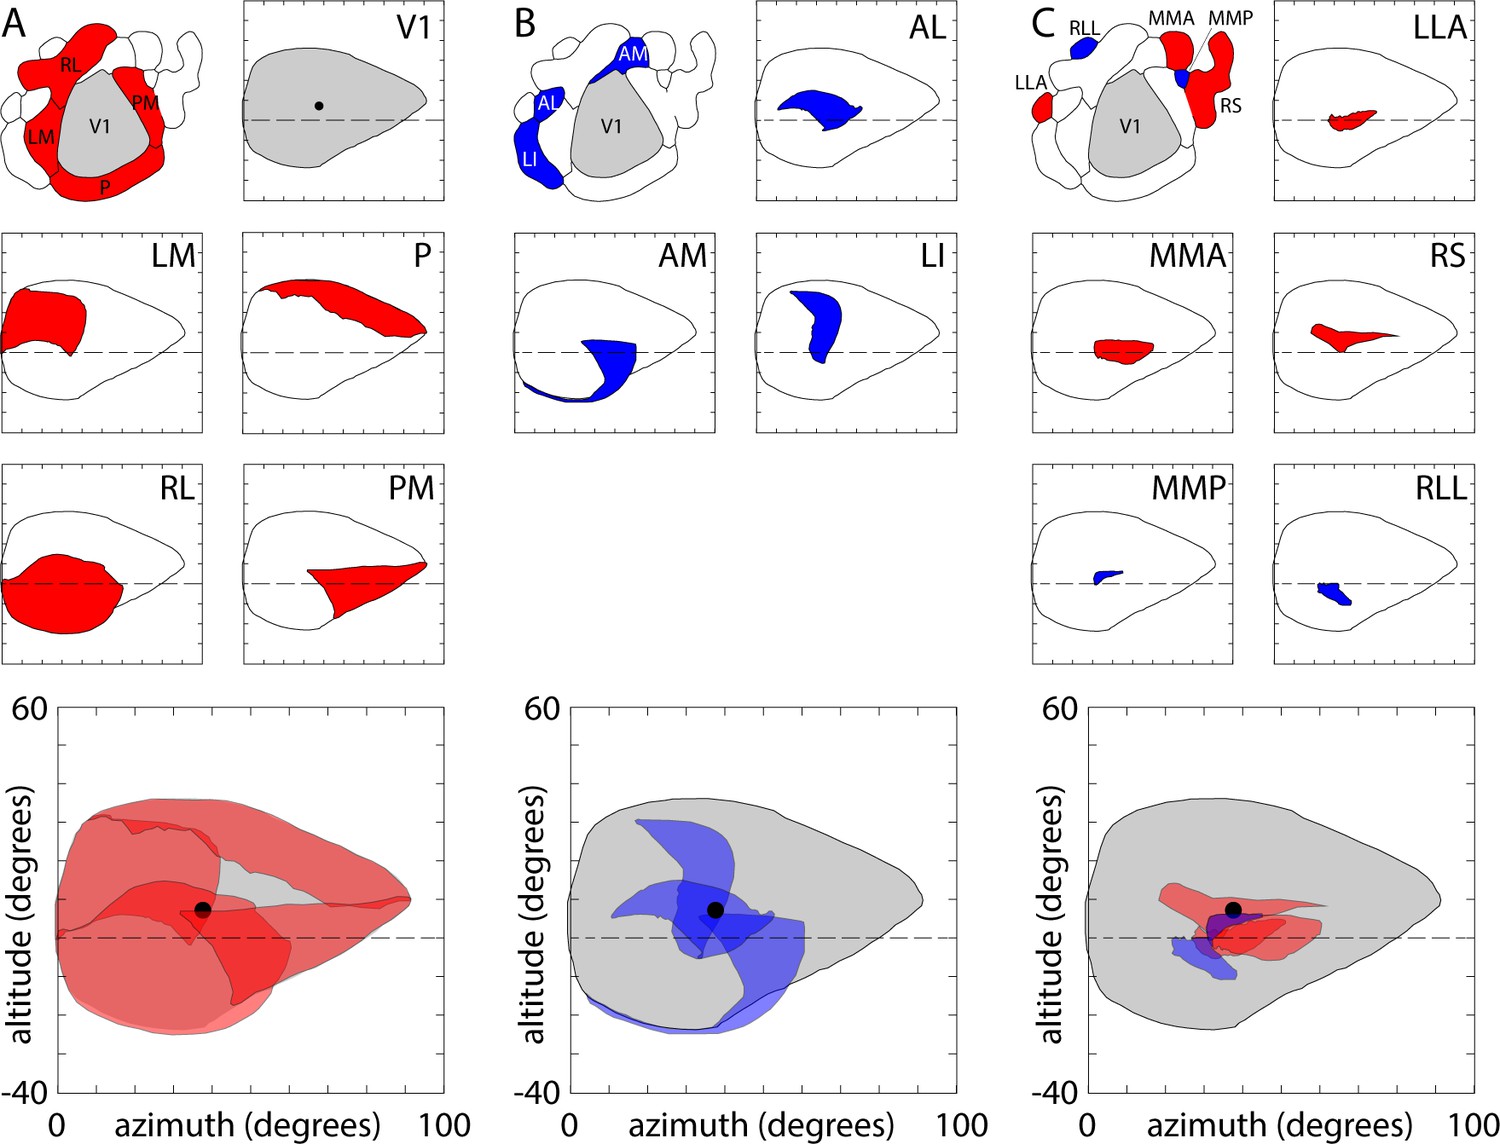 A
RL
PM
LM
V1
P
V1
LM
P
RL
PM
60
altitude (degrees)
-40
0
azimuth (degrees)
100
B
AM
AL
V1
LI
AL
AM
LI
60
altitude (degrees)
-40
0
azimuth (degrees)
100
C
RLL
MMA
MMP
LLA
RS
V1
LLA
MMA
RS
MMP
RLL
60
altitude (degrees)
-40
0
azimuth (degrees)
100